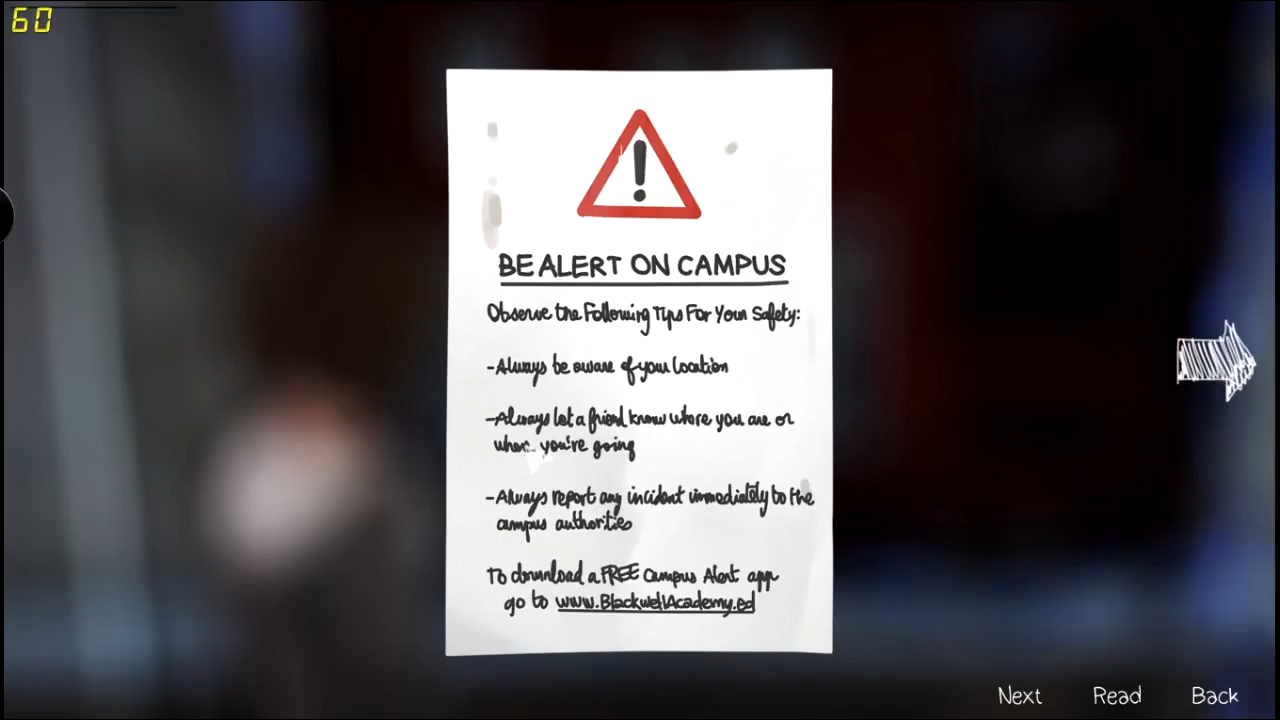 60
!
BE ALERT ON CAMPUS
Observe the Following Tips For Your Safety:
-Always be aware of your location
-Always let a friend know where you are or
when you're going
-Always report any incident immediately to the
campus authorities
To download a FREE Campus Alert app
go to www.BlackwellAcademy.ed
Next Read Back